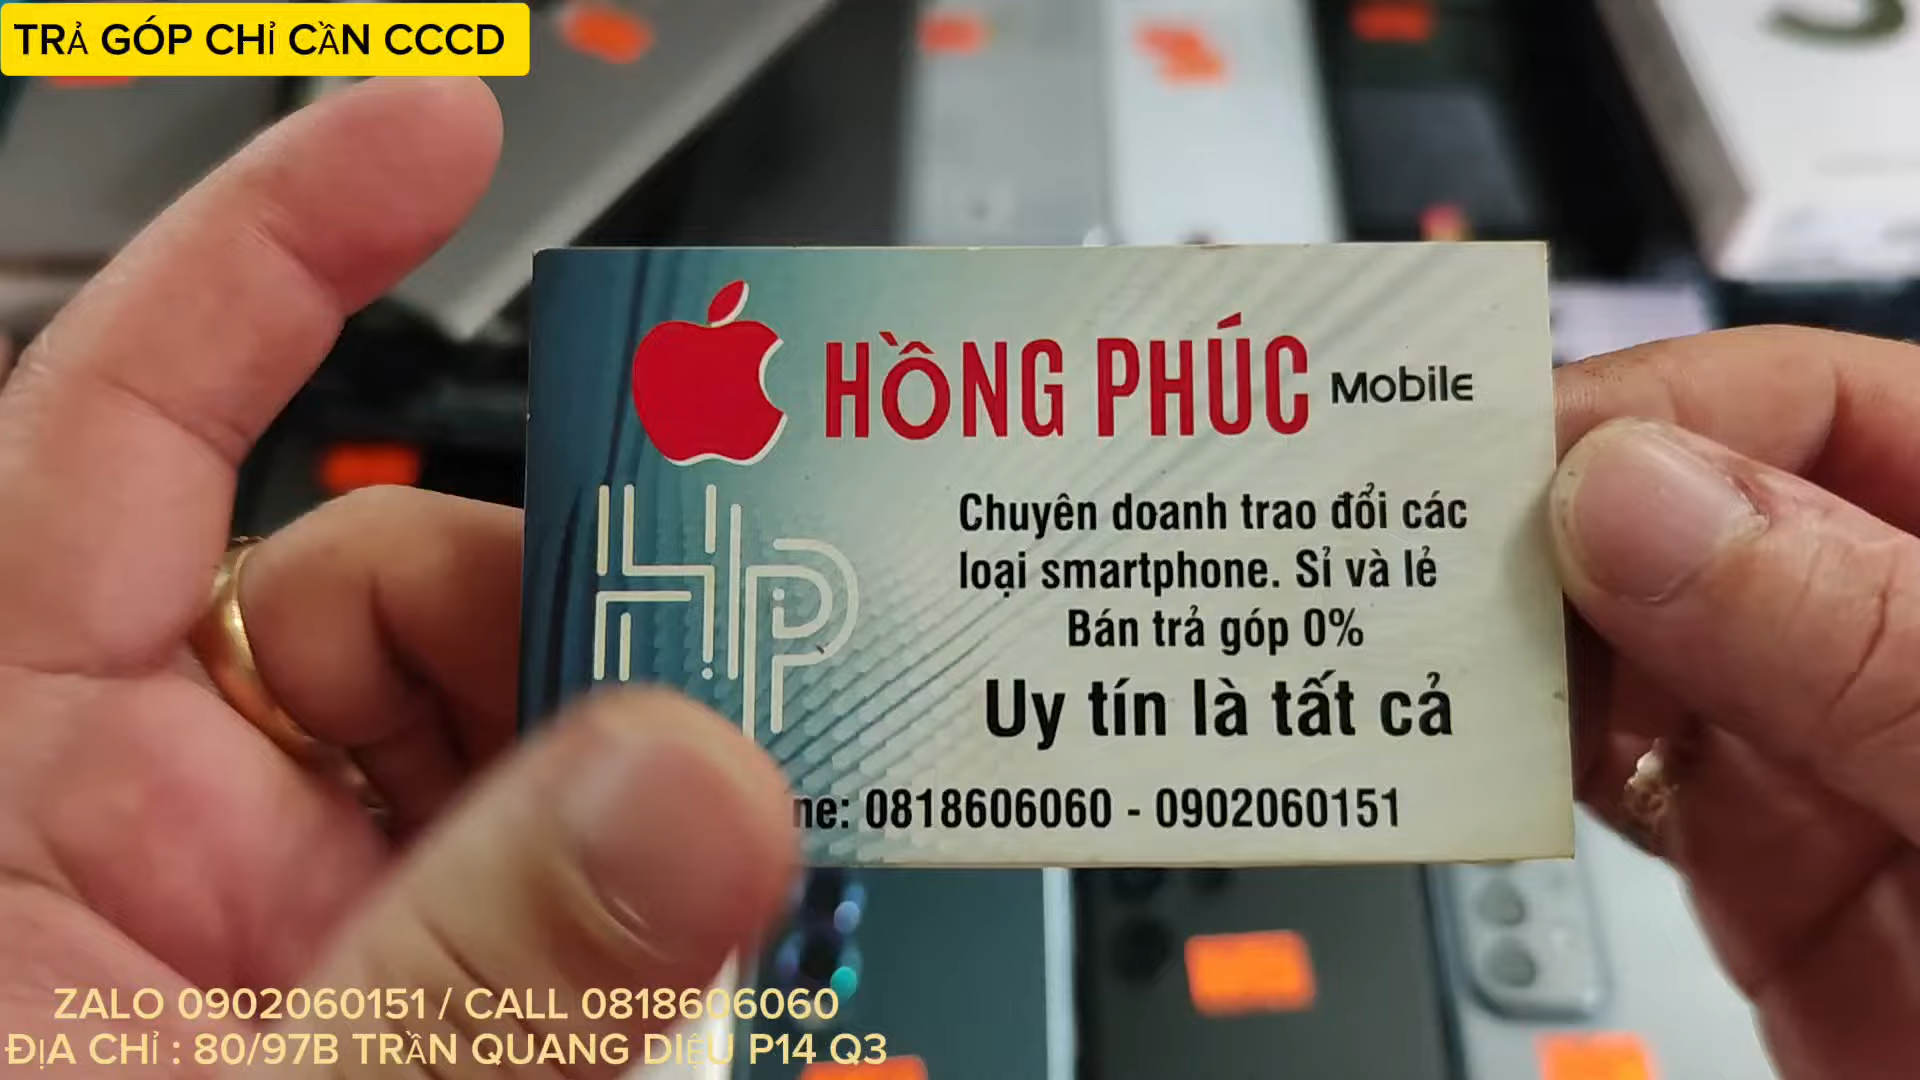 TRẢ GÓP CHỈ CẦN CCCD
HỒNG PHÚC Mobile
HP
Chuyên doanh trao đổi các
loại smartphone. Sỉ và lẻ
Bán trả góp 0%
Uy tín là tất cả
ne: 0818606060 - 0902060151
ZALO 0902060151 / CALL 0818606060
ĐỊA CHỈ : 80/97B TRẦN QUANG DIỆU P14 Q3